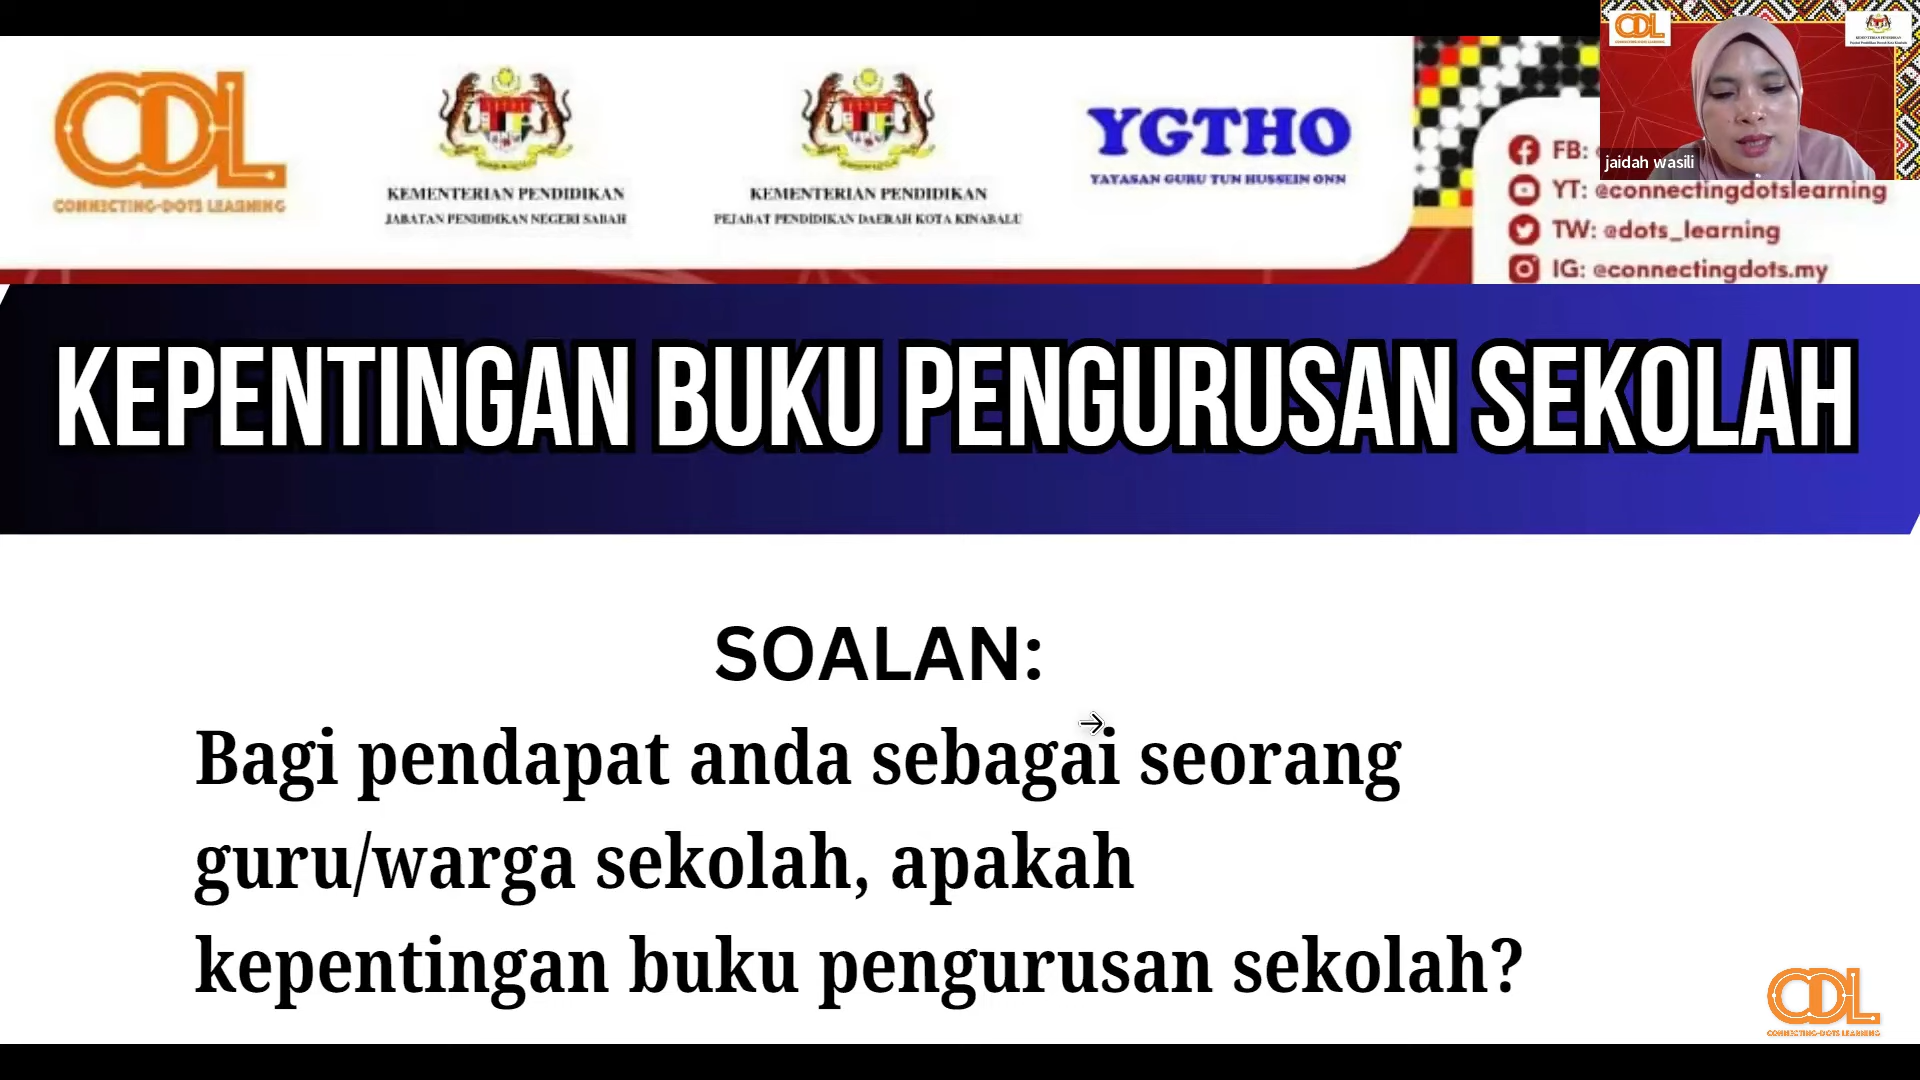 CDL
CONNECTING-DOTS LEARNING
KEMENTERIAN PENDIDIKAN
JABATAN PENDIDIKAN NEGERI SABAH
KEMENTERIAN PENDIDIKAN
PEJABAT PENDIDIKAN DAERAH KOTA KINABALU
YGTHO
YAYASAN GURU TUN HUSSEIN ONN
FB:
YT: @connectingdotslearning
TW: @dots_learning
IG: @connectingdots.my
CDL
jaidah wasili
KEPENTINGAN BUKU PENGURUSAN SEKOLAH
SOALAN:
Bagi pendapat anda sebagai seorang
guru/warga sekolah, apakah
kepentingan buku pengurusan sekolah?
CDL
CONNECTING-DOTS LEARNING